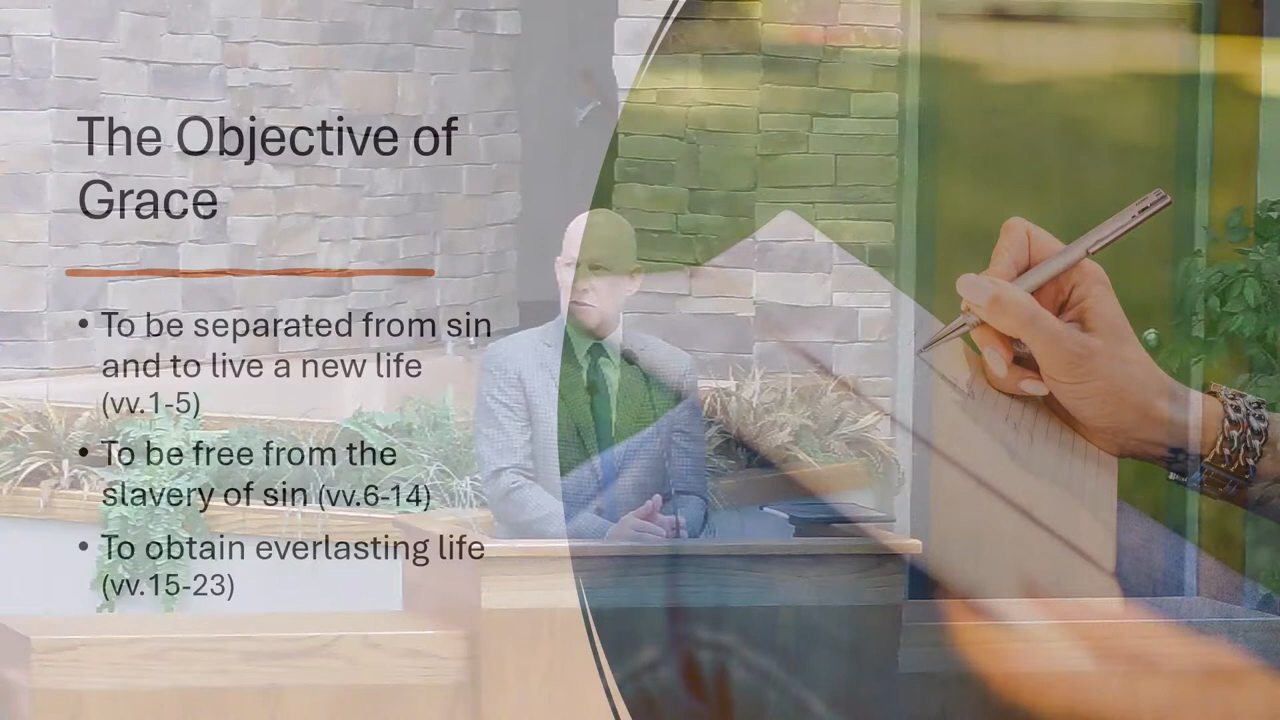 The Objective of
Grace
• To be separated from sin
and to live a new life
(vv.1-5)
• To be free from the
slavery of sin (vv.6-14)
• To obtain everlasting life
(vv.15-23)